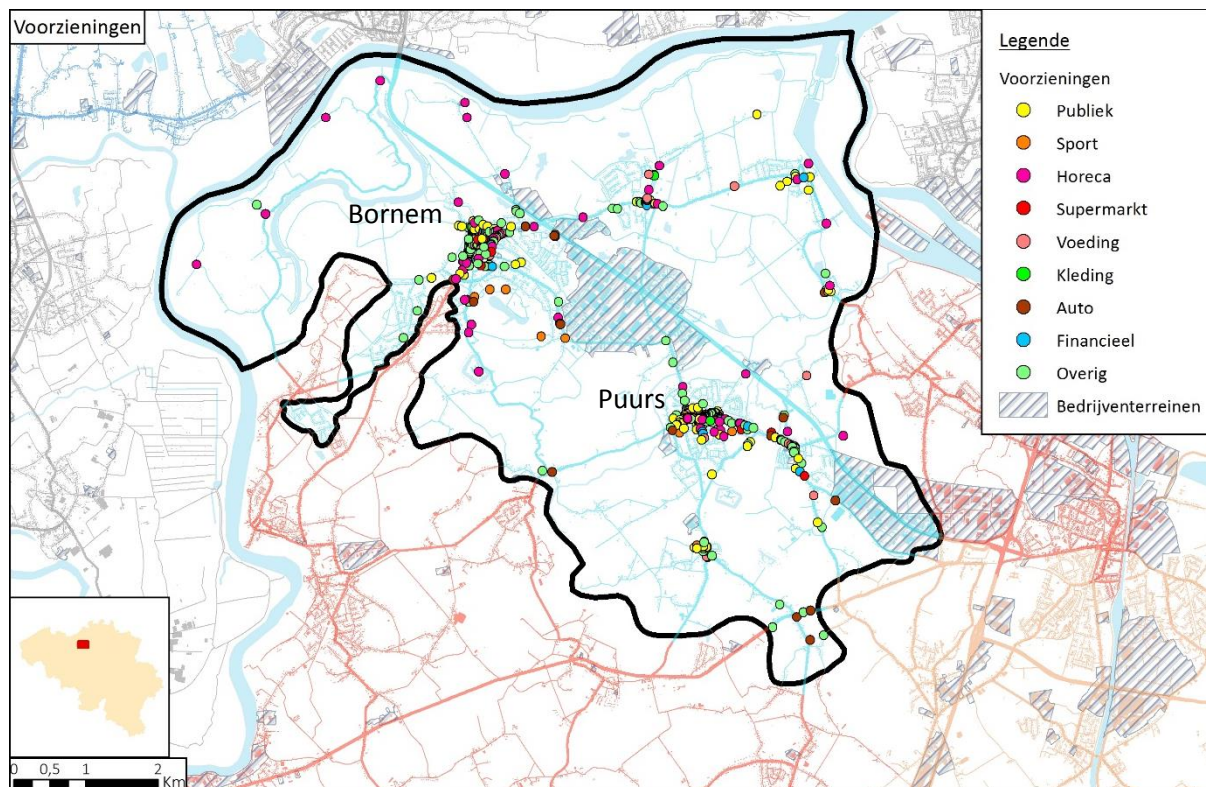 Voorzieningen
Legende
Voorzieningen
Publiek
Sport
Horeca
Supermarkt
Voeding
Kleding
Auto
Financieel
Overig
Bedrijventerreinen
Bornem
Puurs
0 0,5 1 2
Km